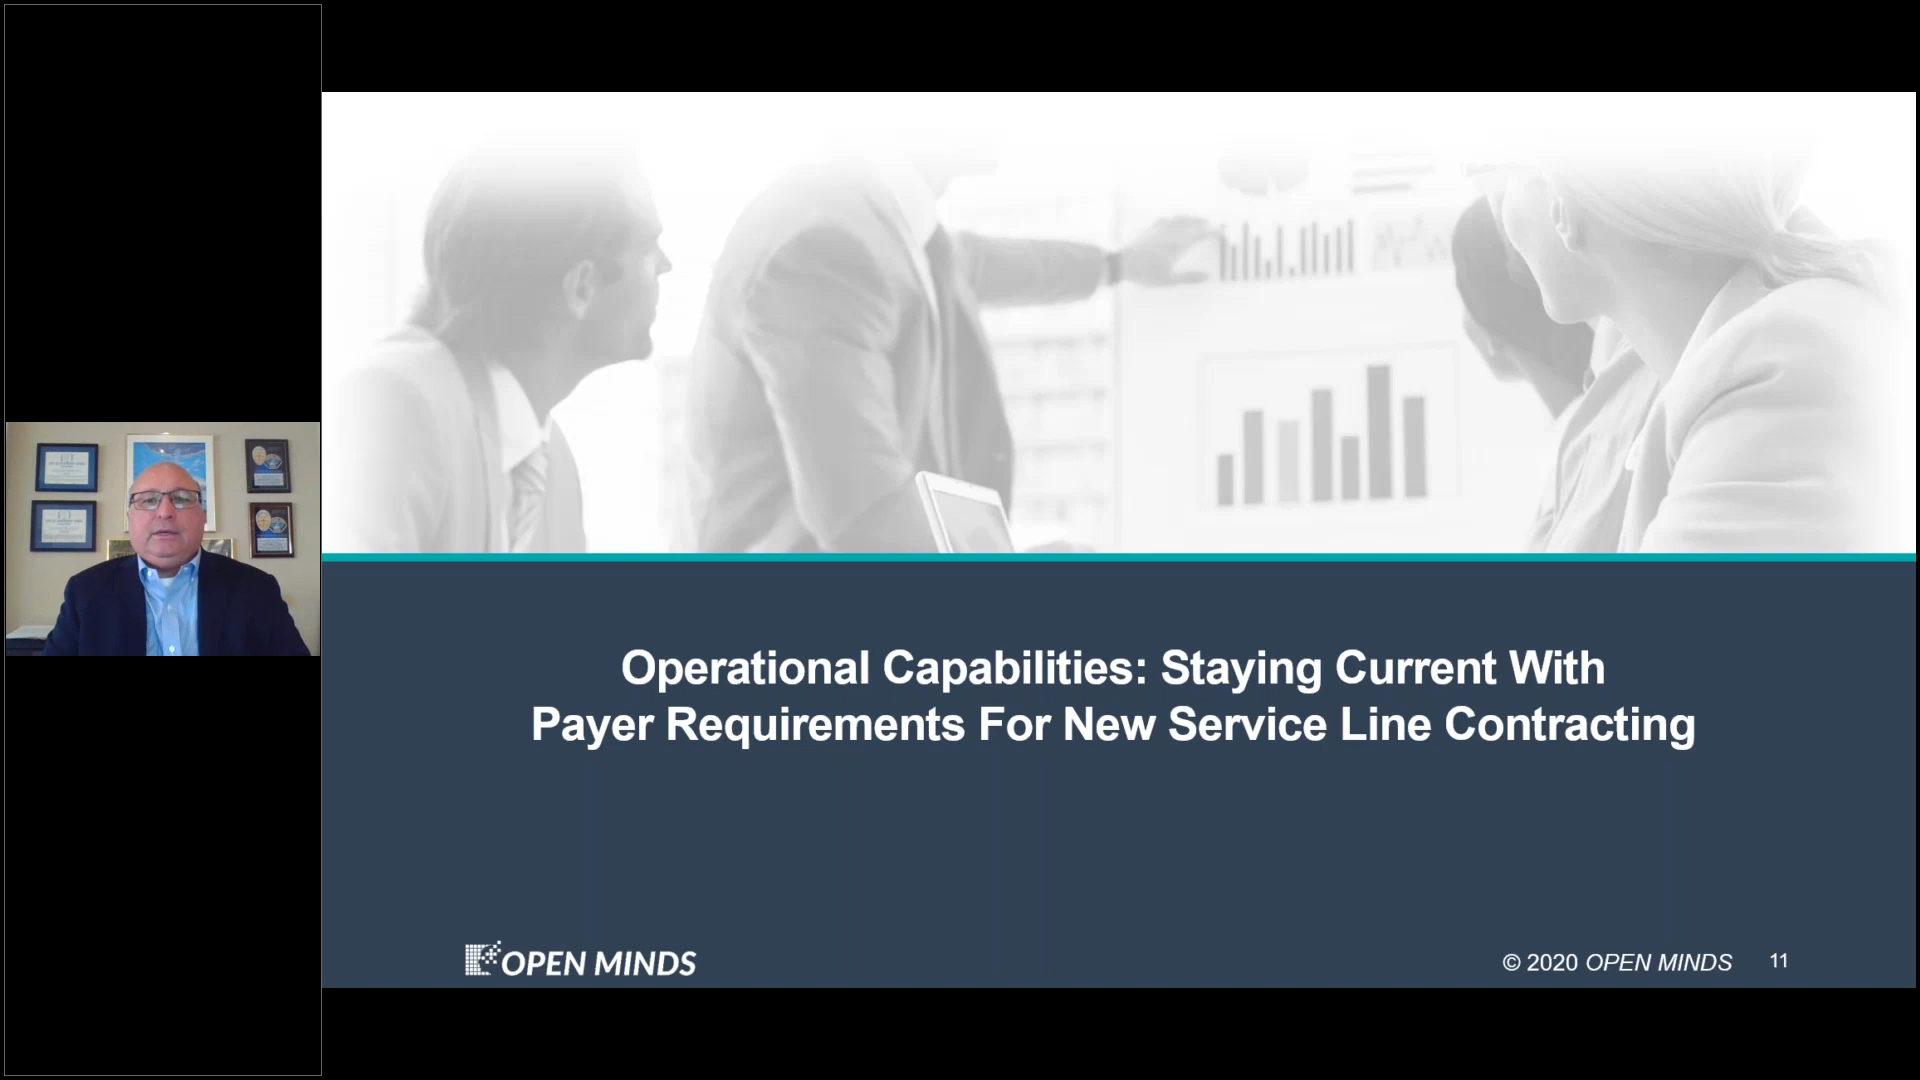 Operational Capabilities: Staying Current With
Payer Requirements For New Service Line Contracting
OPEN MINDS
© 2020 OPEN MINDS 11